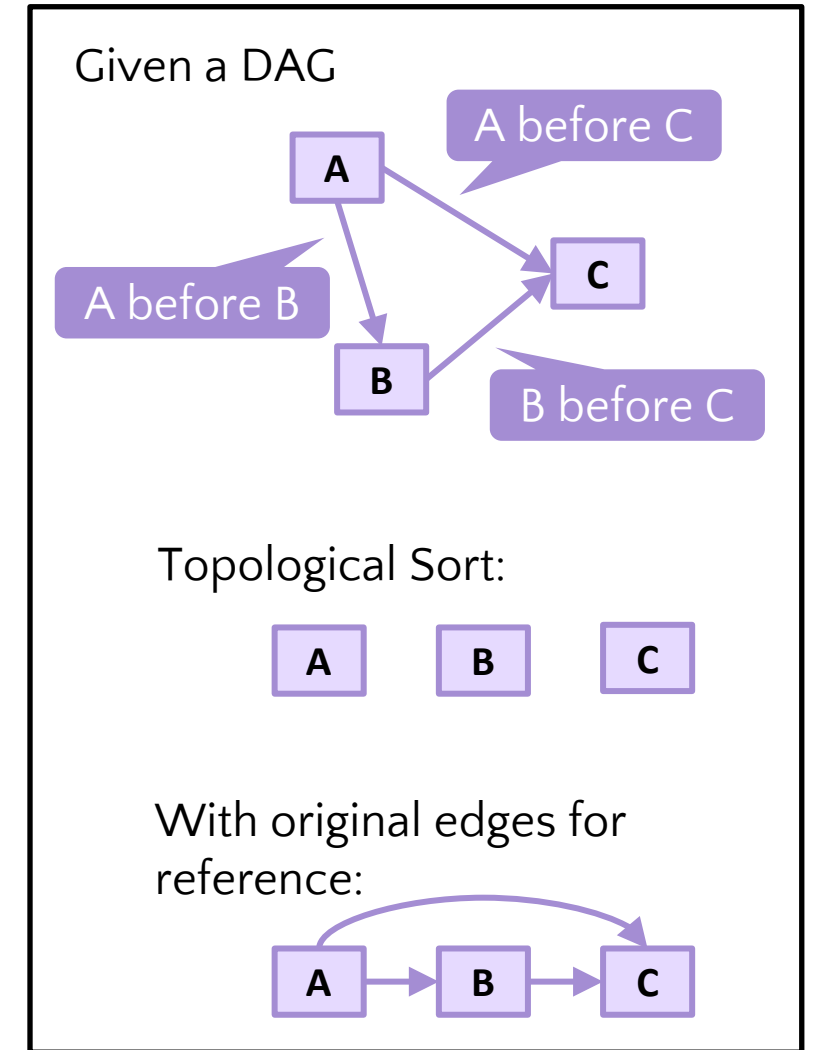 Given a DAG
A before C
A
C
A before B
B
B before C
Topological Sort:
A B C
With original edges for
reference:
A B C